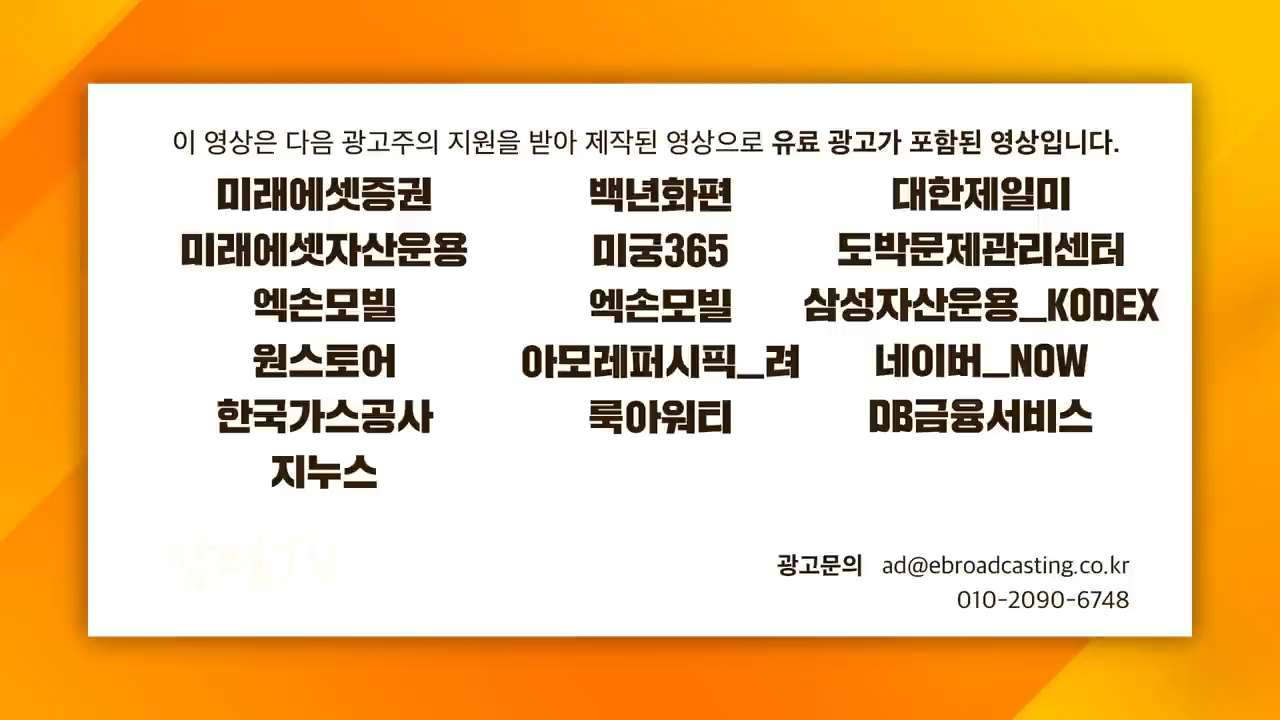 이 영상은 다음 광고주의 지원을 받아 제작된 영상으로 유료 광고가 포함된 영상입니다.
미래에셋증권 백년화편 대한제일미
미래에셋자산운용 미궁365 도박문제관리센터
엑손모빌 엑손모빌 삼성자산운용_KODEX
원스토어 아모레퍼시픽_려 네이버_NOW
한국가스공사 룩아워티 DB금융서비스
지누스
광고문의 ad@ebroadcasting.co.kr
010-2090-6748